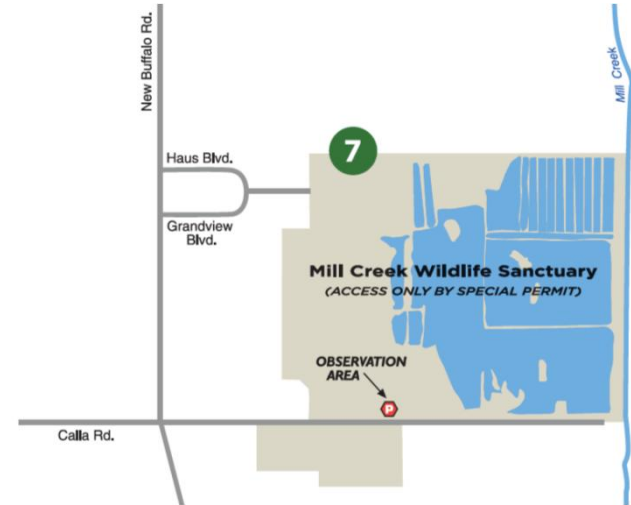 New Buffalo Rd.
Mill Creek
7
Haus Blvd.
Grandview
Blvd.
Mill Creek Wildlife Sanctuary
(ACCESS ONLY BY SPECIAL PERMIT)
OBSERVATION
AREA
P
Calla Rd.